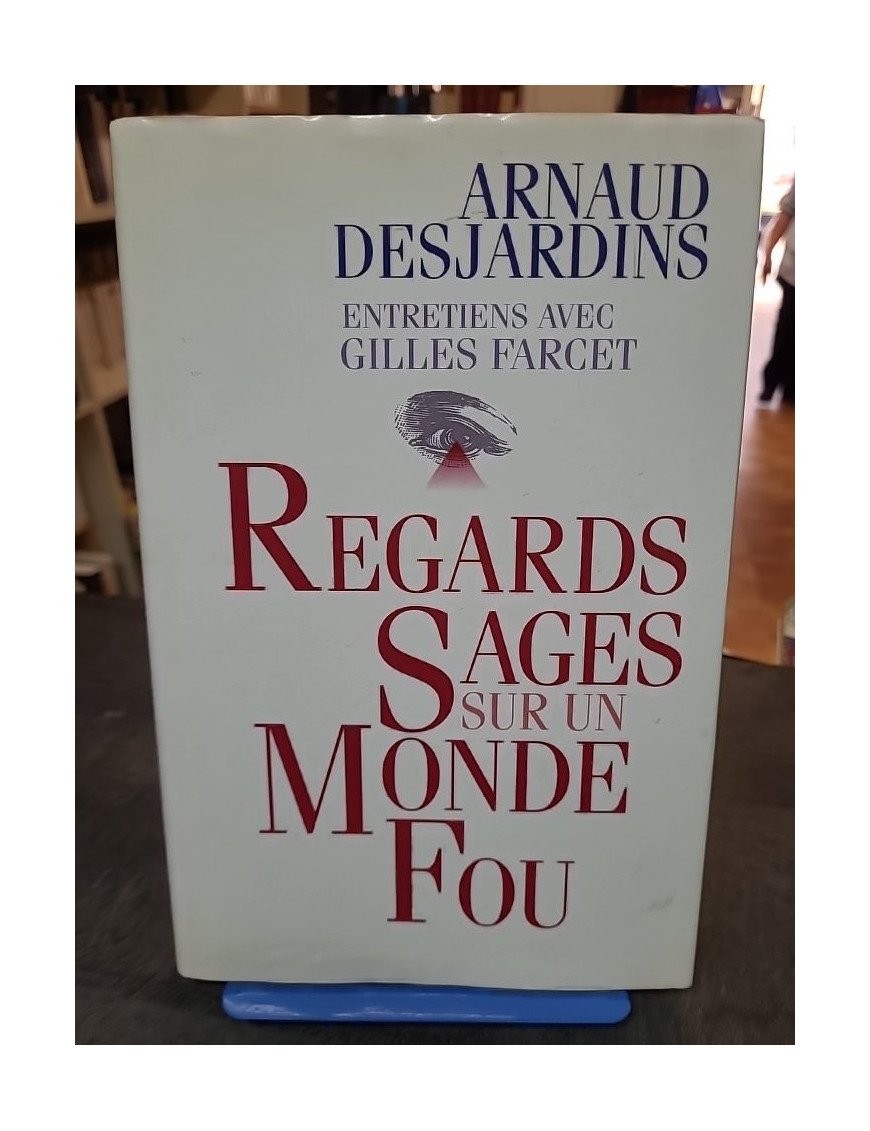 ARNAUD
DESJARDINS
ENTRETIENS AVEC
GILLES FARCET
REGARDS
SAGES
SUR UN
MONDE
FOU